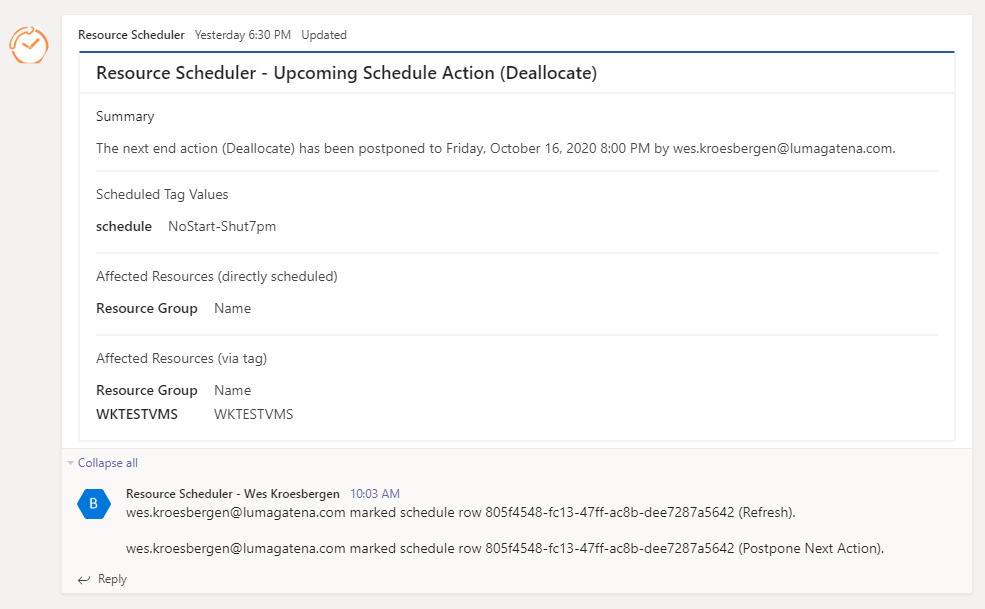 Resource Scheduler Yesterday 6:30 PM Updated
Resource Scheduler - Upcoming Schedule Action (Deallocate)
Summary
The next end action (Deallocate) has been postponed to Friday, October 16, 2020 8:00 PM by wes.kroesbergen@lumagatena.com.
Scheduled Tag Values
schedule NoStart-Shut7pm
Affected Resources (directly scheduled)
Resource Group Name
Affected Resources (via tag)
Resource Group Name
WKTESTVMS WKTESTVMS
Collapse all
B
Resource Scheduler - Wes Kroesbergen 10:03 AM
wes.kroesbergen@lumagatena.com marked schedule row 805f4548-fc13-47ff-ac8b-dee7287a5642 (Refresh).
wes.kroesbergen@lumagatena.com marked schedule row 805f4548-fc13-47ff-ac8b-dee7287a5642 (Postpone Next Action).
Reply